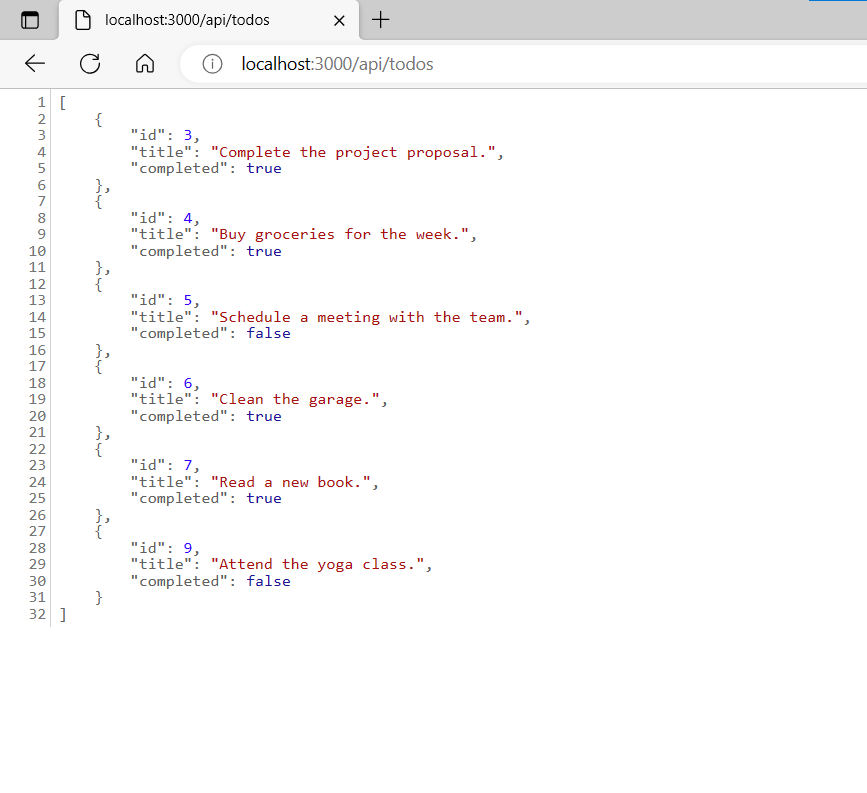 localhost:3000/api/todos
localhost:3000/api/todos
1 [
2     {
3         "id": 3,
4         "title": "Complete the project proposal.",
5         "completed": true
6     },
7     {
8         "id": 4,
9         "title": "Buy groceries for the week.",
10         "completed": true
11     },
12     {
13         "id": 5,
14         "title": "Schedule a meeting with the team.",
15         "completed": false
16     },
17     {
18         "id": 6,
19         "title": "Clean the garage.",
20         "completed": true
21     },
22     {
23         "id": 7,
24         "title": "Read a new book.",
25         "completed": true
26     },
27     {
28         "id": 9,
29         "title": "Attend the yoga class.",
30         "completed": false
31     }
32 ]